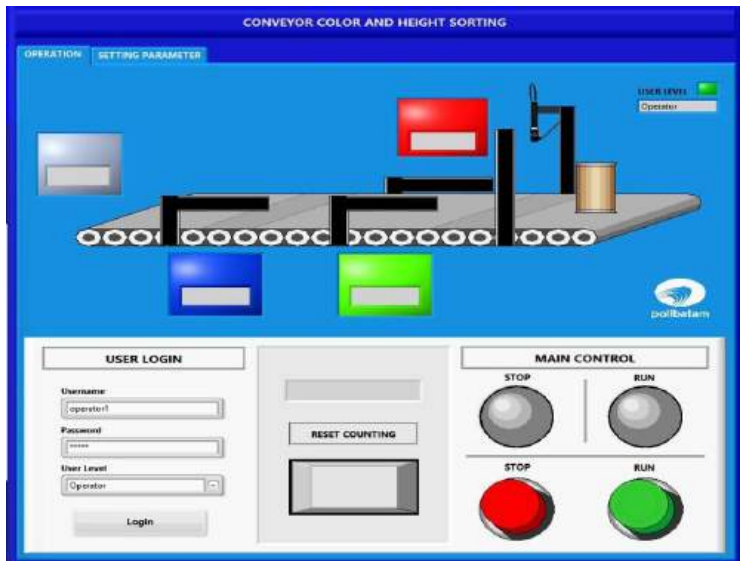 CONVEYOR COLOR AND HEIGHT SORTING
OPERATION
SETTING PARAMETER
USER LEVEL
Operator
polibatam
USER LOGIN
Username
operator1
Password
*****
User Level
Operator
Login
RESET COUNTING
MAIN CONTROL
STOP
RUN
STOP
RUN